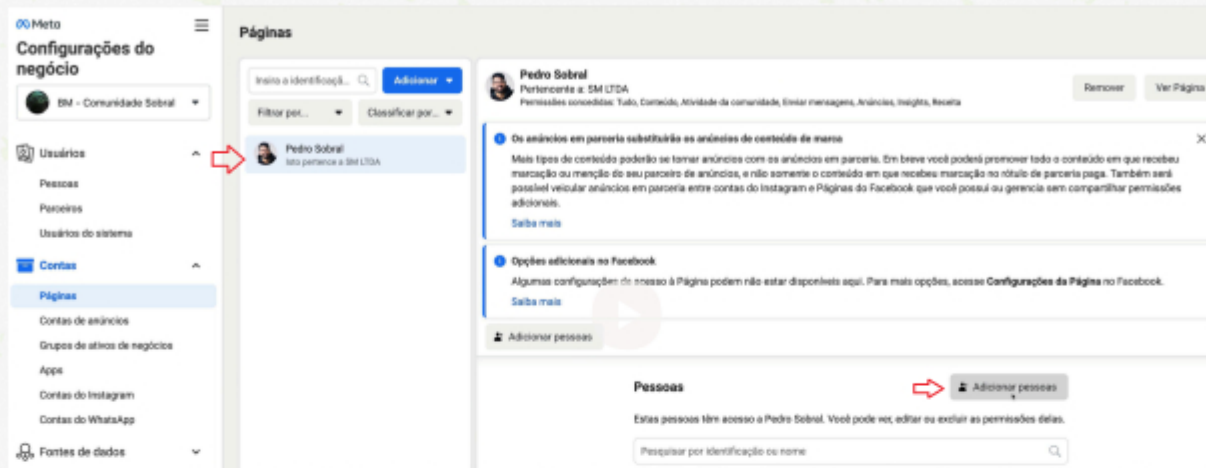 Meta
Configurações do
negócio
BM - Comunidade Sobral
Usuários
Pessoas
Parceiros
Usuários do sistema
Contas
Páginas
Contas de anúncios
Grupos de ativos de negócios
Apps
Contas do Instagram
Contas do WhatsApp
Fontes de dados
Páginas
Insira a identificaçã...
Adicionar
Filtrar por...
Classificar por...
Pedro Sobral
Isto pertence a SM LTDA
Pedro Sobral
Pertencente a: SM LTDA
Permissões concedidas: Tudo, Conteúdo, Atividade da comunidade, Enviar mensagens, Anúncios, Insights, Receita
Remover
Ver Página
Os anúncios em parceria substituirão os anúncios de conteúdo de marca
Mais tipos de conteúdo poderão se tornar anúncios com os anúncios em parceria. Em breve você poderá promover todo o conteúdo em que recebeu
marcação ou menção do seu parceiro de anúncios, e não somente o conteúdo em que recebeu marcação no rótulo de parceria paga. Também será
possível veicular anúncios em parceria entre contas do Instagram e Páginas do Facebook que você possui ou gerencia sem compartilhar permissões
adicionais.
Saiba mais
Opções adicionais no Facebook
Algumas configurações de acesso à Página podem não estar disponíveis aqui. Para mais opções, acesse Configurações da Página no Facebook.
Saiba mais
Adicionar pessoas
Pessoas
Adicionar pessoas
Estas pessoas têm acesso a Pedro Sobral. Você pode ver, editar ou excluir as permissões delas.
Pesquisar por identificação ou nome